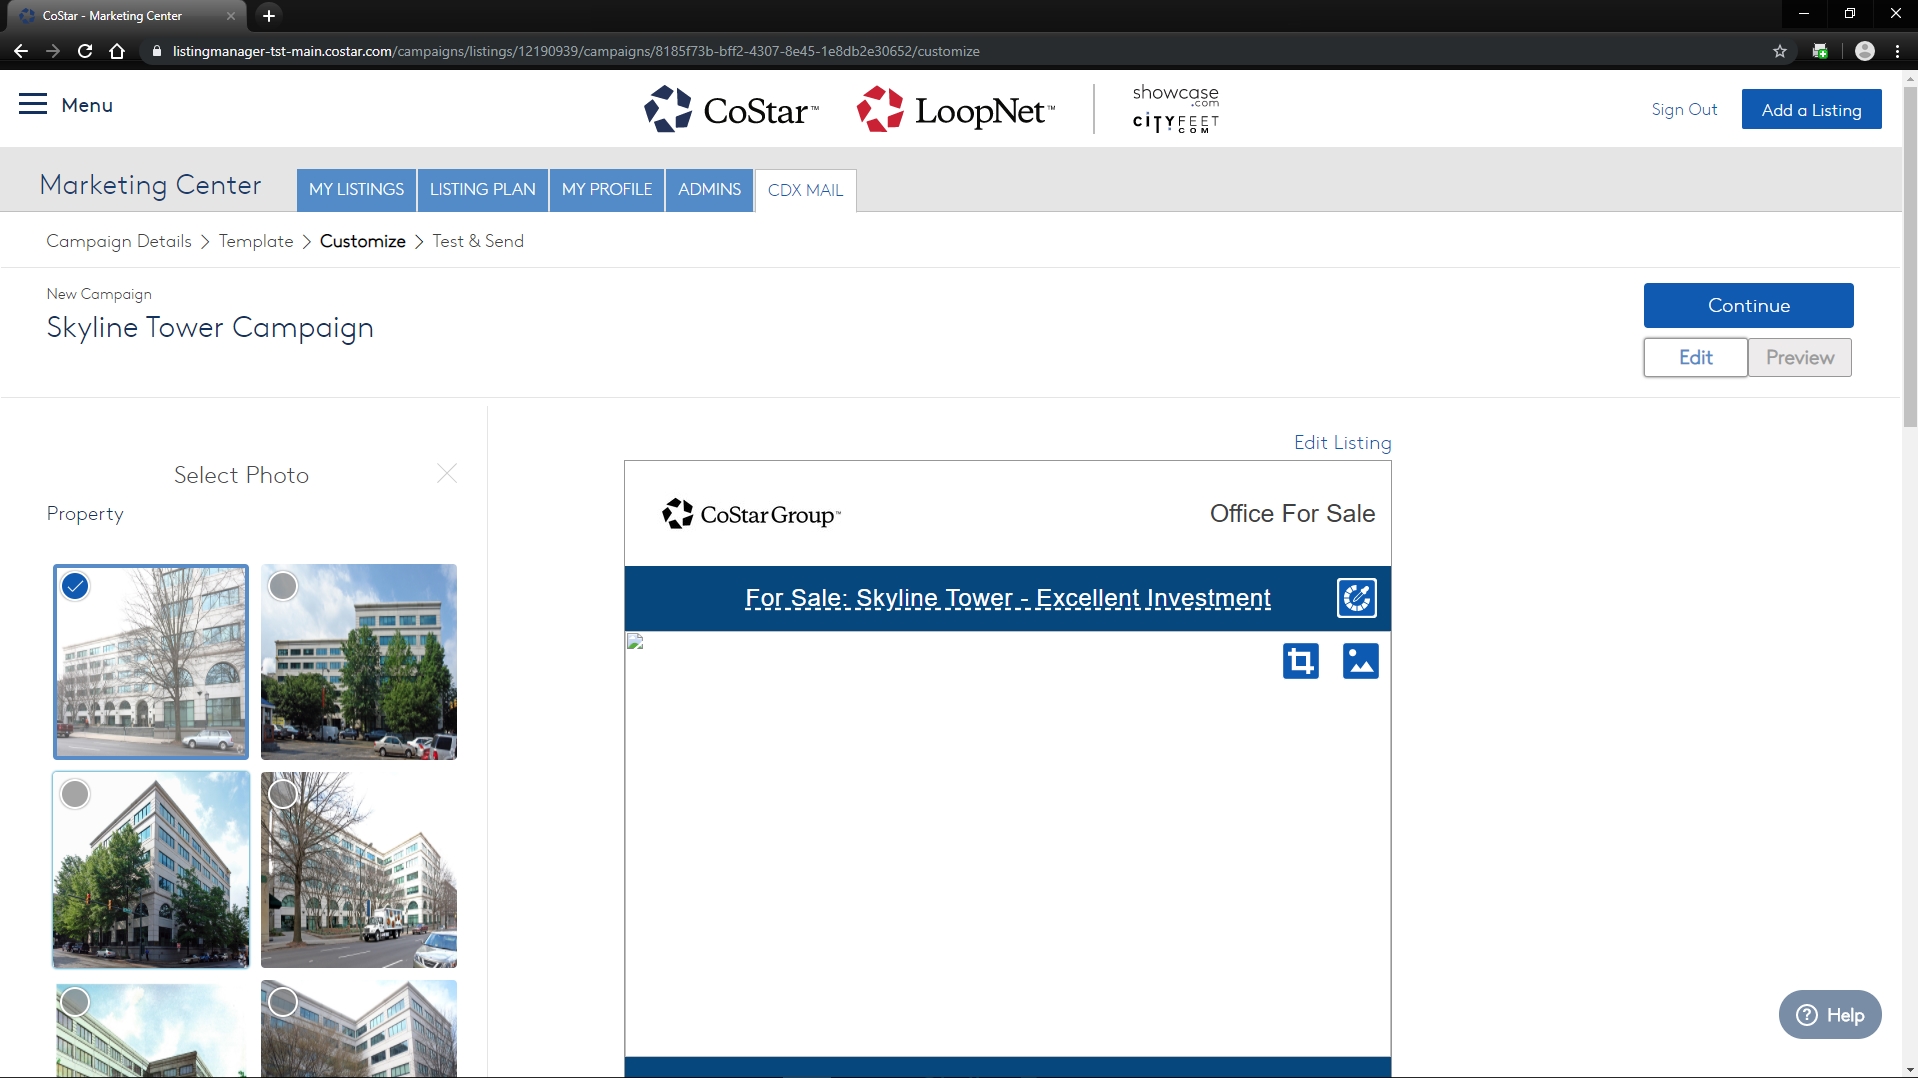 CoStar - Marketing Center
listingmanager-tst-main.costar.com/campaigns/listings/12190939/campaigns/8185f73b-bff2-4307-8e45-1e8db2e30652/customize
Menu
CoStar™
LoopNet™
showcase
.com
CITYFEET
COM
Sign Out
Add a Listing
Marketing Center
MY LISTINGS
LISTING PLAN
MY PROFILE
ADMINS
CDX MAIL
Campaign Details > Template > Customize > Test & Send
New Campaign
Skyline Tower Campaign
Continue
Edit
Preview
Select Photo
Property
Edit Listing
CoStar Group™
Office For Sale
For Sale: Skyline Tower - Excellent Investment
? Help